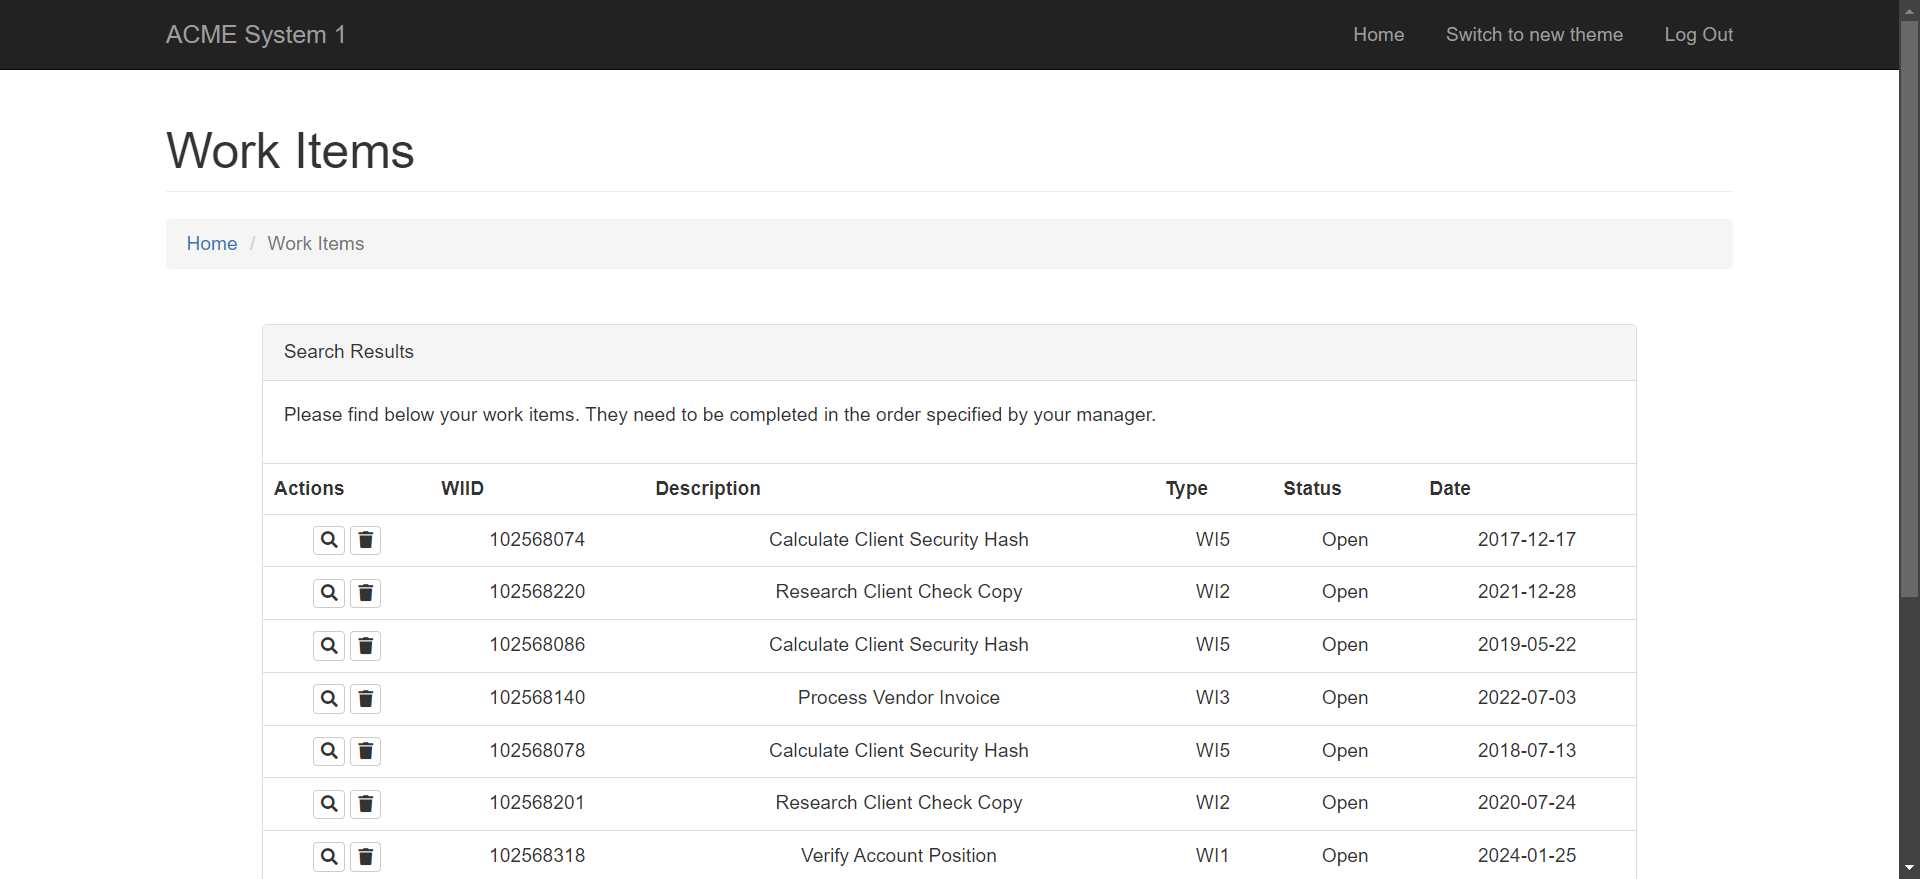 ACME System 1 Home Switch to new theme Log Out
Work Items
Home / Work Items
Search Results
Please find below your work items. They need to be completed in the order specified by your manager.
Actions WIID Description Type Status Date
102568074 Calculate Client Security Hash WI5 Open 2017-12-17
102568220 Research Client Check Copy WI2 Open 2021-12-28
102568086 Calculate Client Security Hash WI5 Open 2019-05-22
102568140 Process Vendor Invoice WI3 Open 2022-07-03
102568078 Calculate Client Security Hash WI5 Open 2018-07-13
102568201 Research Client Check Copy WI2 Open 2020-07-24
102568318 Verify Account Position WI1 Open 2024-01-25